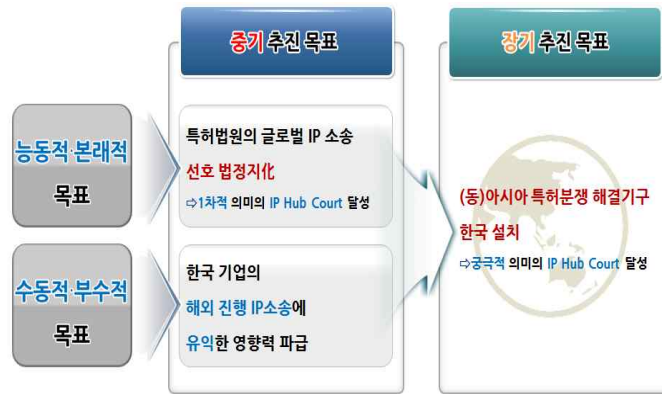 중기 추진 목표
장기 추진 목표
능동적·본래적
목표
특허법원의 글로벌 IP 소송
선호 법정지化
⇨1차적 의미의 IP Hub Court 달성
수동적·부수적
목표
한국 기업의
해외 진행 IP소송에
유익한 영향력 파급
(동)아시아 특허분쟁 해결기구
한국 설치
⇨궁극적 의미의 IP Hub Court 달성